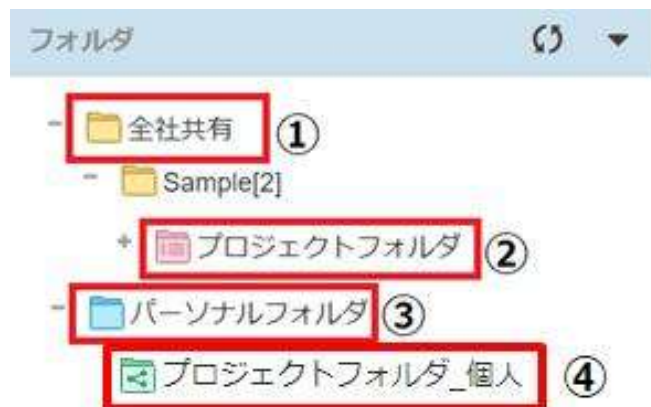 フォルダ
全社共有 ①
Sample[2]
プロジェクトフォルダ ②
パーソナルフォルダ ③
プロジェクトフォルダ_個人 ④